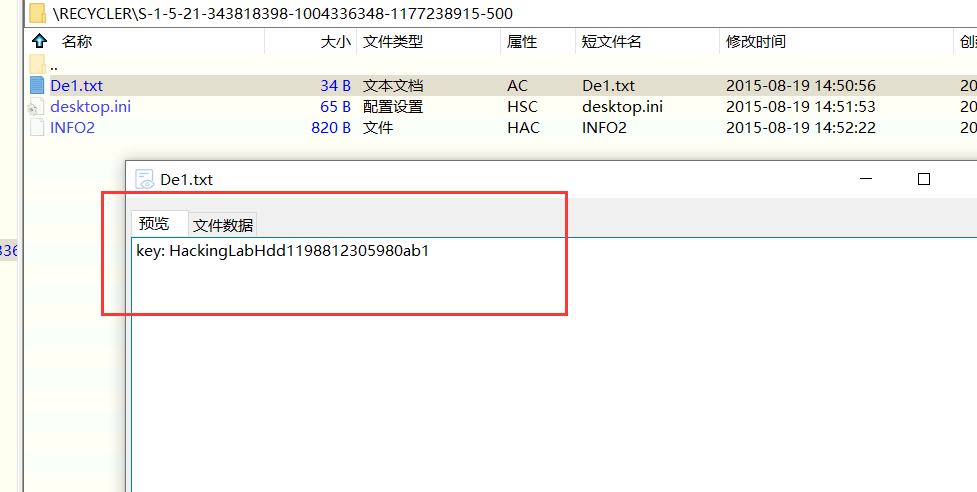 \RECYCLER\S-1-5-21-343818398-1004336348-1177238915-500
名称 大小 文件类型 属性 短文件名 修改时间
..
De1.txt 34 B 文本文档 AC De1.txt 2015-08-19 14:50:56 20
desktop.ini 65 B 配置设置 HSC desktop.ini 2015-08-19 14:51:53 20
INFO2 820 B 文件 HAC INFO2 2015-08-19 14:52:22 20
De1.txt
预览 文件数据
336
key: HackingLabHdd1198812305980ab1